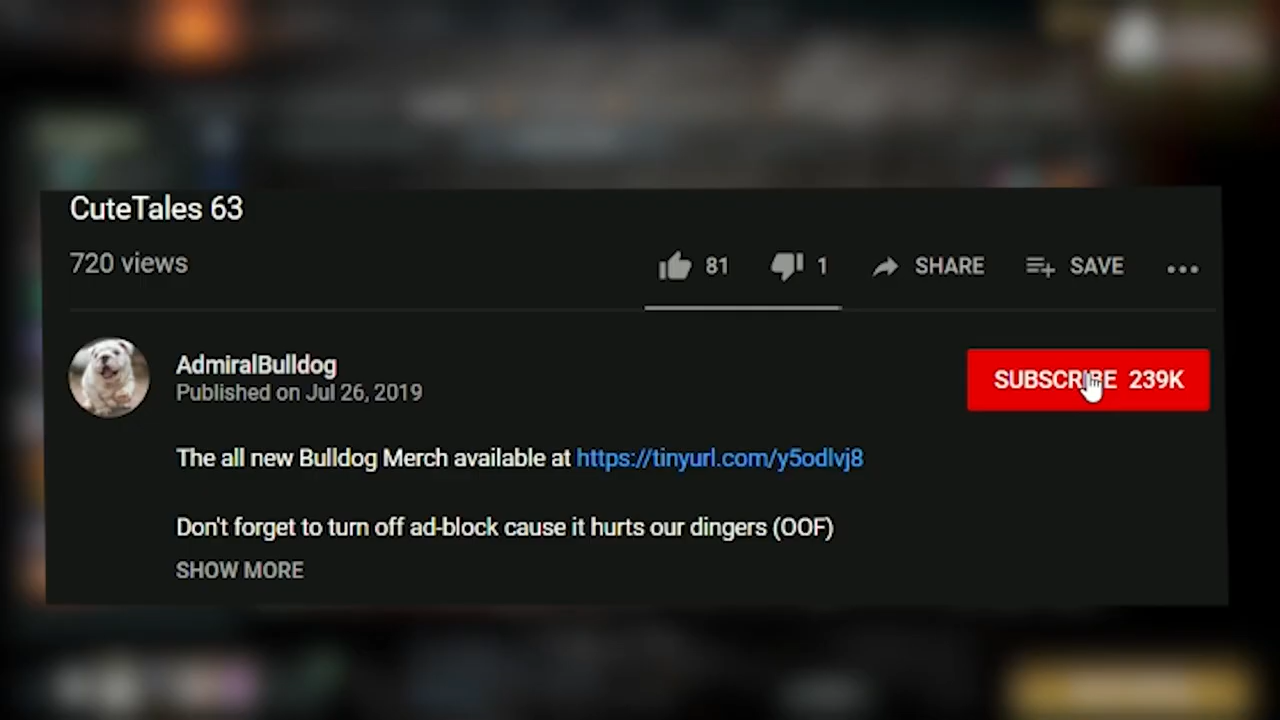 CuteTales 63
720 views
81 1 SHARE SAVE
AdmiralBulldog
Published on Jul 26, 2019
SUBSCRIBE 239K
The all new Bulldog Merch available at https://tinyurl.com/y5odlvj8
Don't forget to turn off ad-block cause it hurts our dingers (OOF)
SHOW MORE